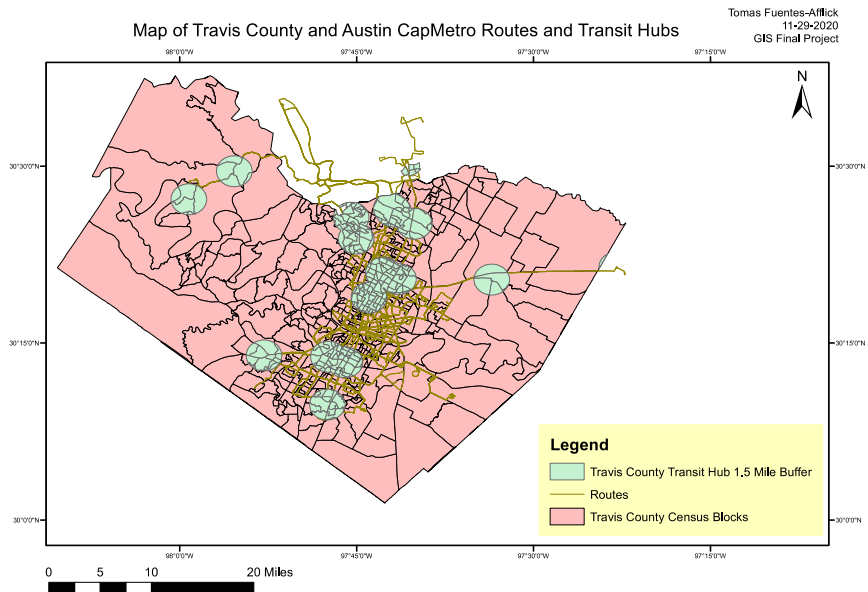 Map of Travis County and Austin CapMetro Routes and Transit Hubs
Tomas Fuentes-Afflick
11-29-2020
GIS Final Project
98°0'0"W
97°45'0"W
97°30'0"W
97°15'0"W
N
30°30'0"N
30°30'0"N
30°15'0"N
30°15'0"N
30°0'0"N
30°0'0"N
Legend
Travis County Transit Hub 1.5 Mile Buffer
Routes
Travis County Census Blocks
98°0'0"W
97°45'0"W
97°30'0"W
97°15'0"W
0 5 10 20 Miles